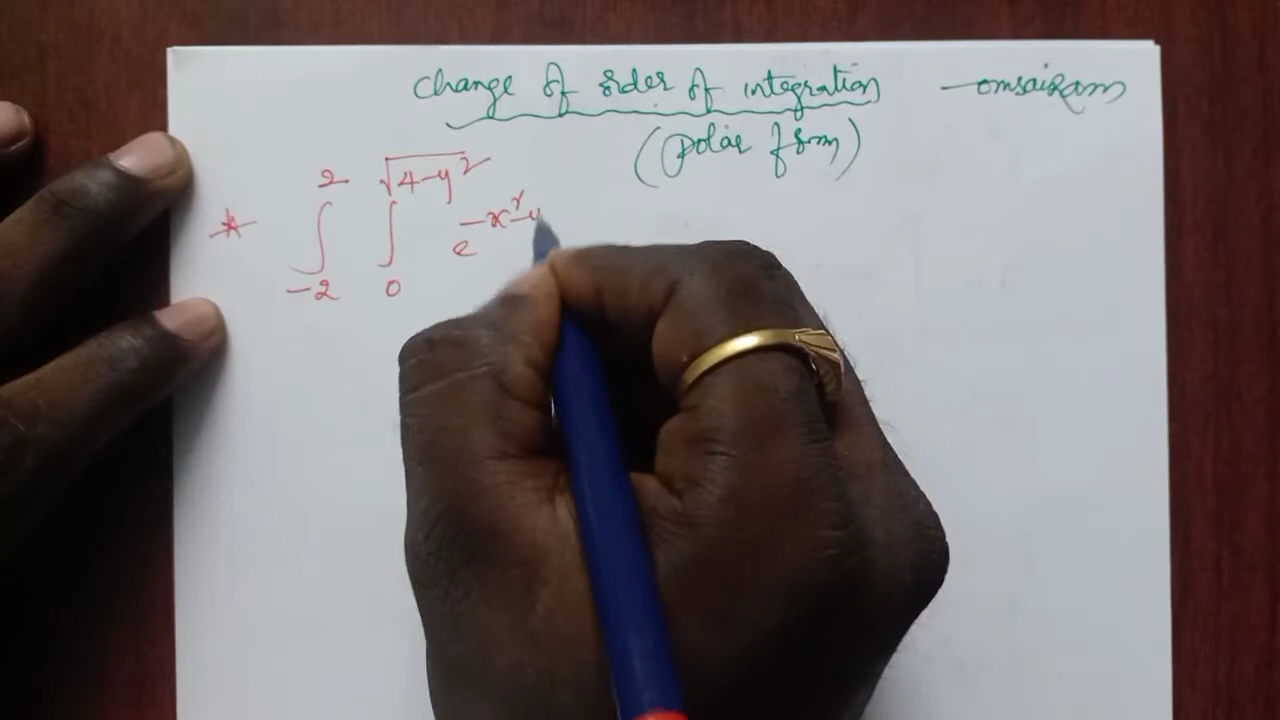 Change of order of integration - omsairam
(Polar form)
* ∫_{-2}^{2} ∫_{0}^{√(4-y²)} e^{-x²-y